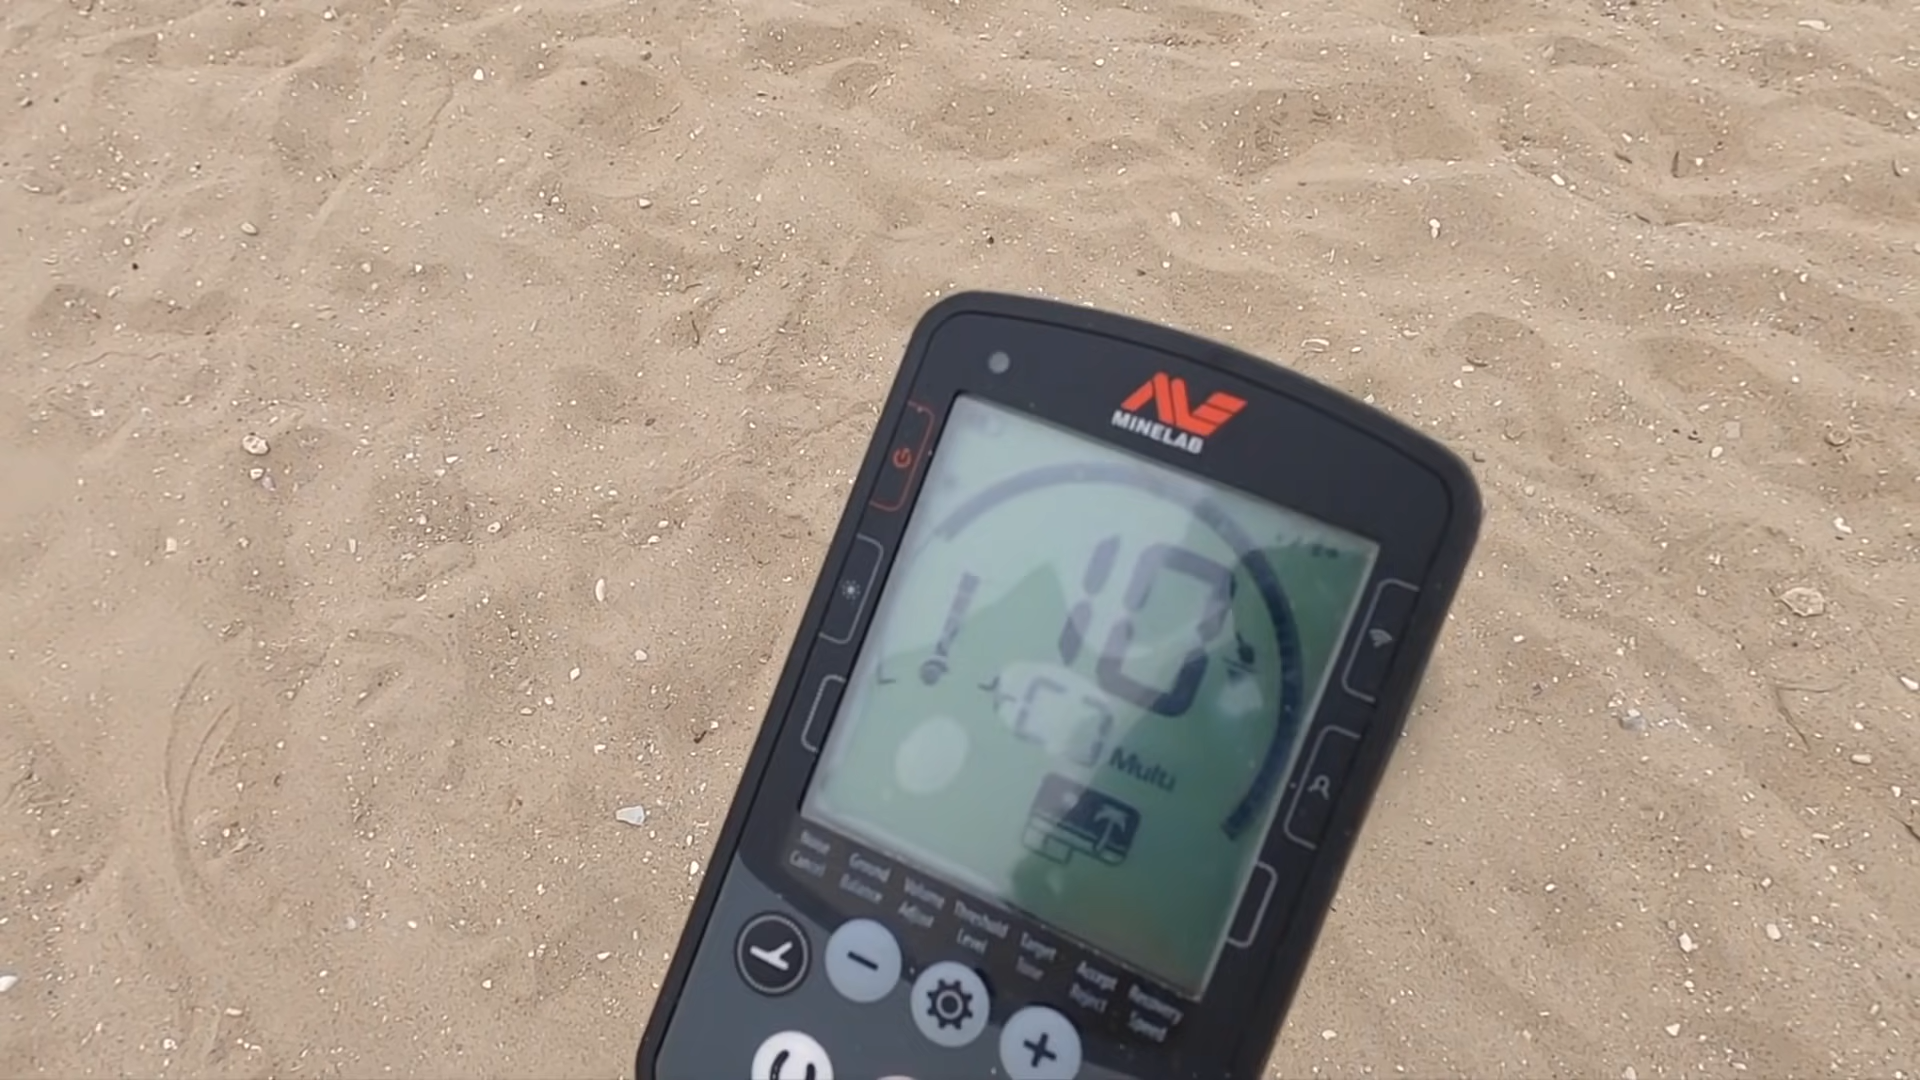 MINELAB
10
Multi
Noise
Cancel
Ground
Balance
Volume
Adjust
Threshold
Level
Target
Tone
Accept
Reject
Recovery
Speed